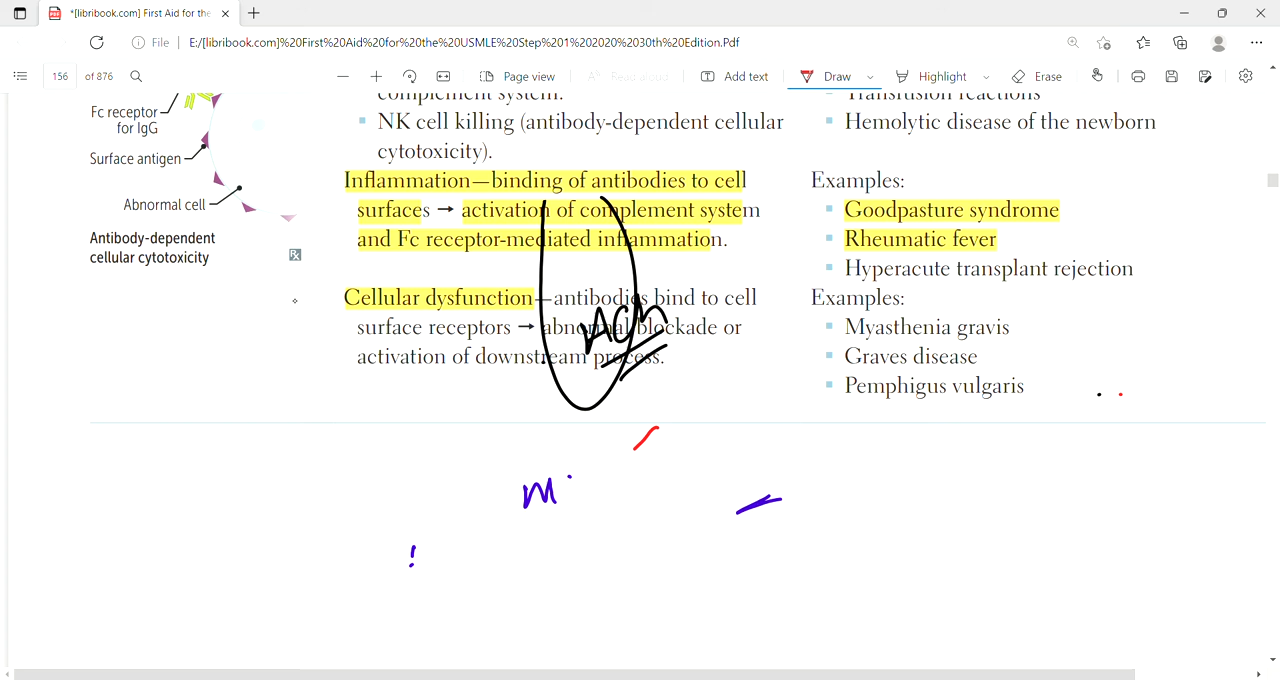 *[libribook.com] First Aid for the
File E:/[libribook.com]%20First%20Aid%20for%20the%20USMLE%20Step%201%202020%2030th%20Edition.Pdf
156 of 876 Page view Read aloud Add text Draw Highlight Erase
complement system.
Transfusion reactions
Fc receptor
for IgG
NK cell killing (antibody-dependent cellular
cytotoxicity).
Hemolytic disease of the newborn
Surface antigen
Abnormal cell
Antibody-dependent
cellular cytotoxicity
Rx
Inflammation—binding of antibodies to cell
surfaces → activation of complement system
and Fc receptor-mediated inflammation.
Examples:
Goodpasture syndrome
Rheumatic fever
Hyperacute transplant rejection
Cellular dysfunction—antibodies bind to cell
surface receptors → abnormal blockade or
activation of downstream process.
Examples:
Myasthenia gravis
Graves disease
Pemphigus vulgaris
ACh
M